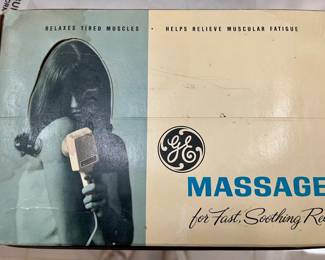 RELAXES TIRED MUSCLES • HELPS RELIEVE MUSCULAR FATIGUE
GE
MASSAGE
for Fast, Soothing Re